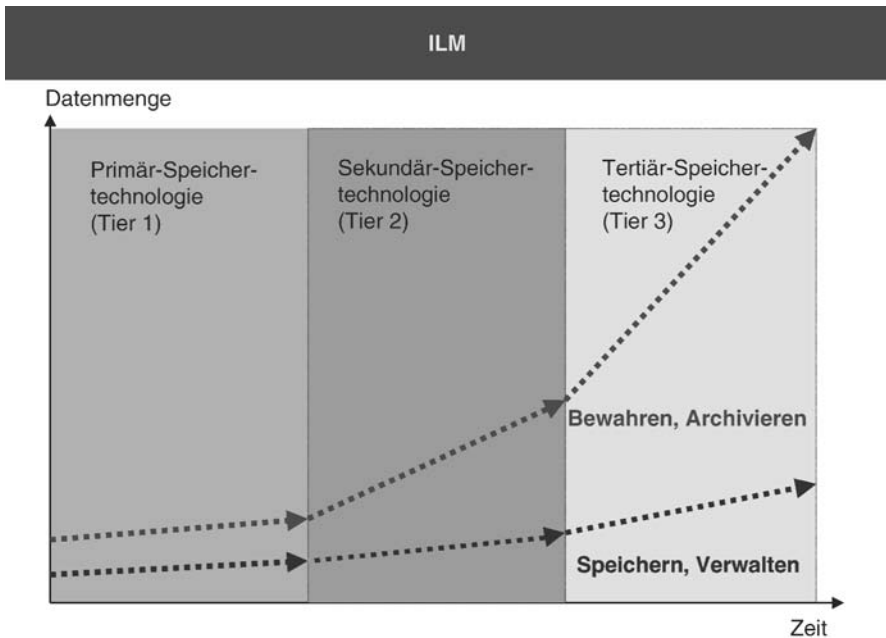 ILM
Datenmenge
Primär-Speicher-
technologie
(Tier 1)
Sekundär-Speicher-
technologie
(Tier 2)
Tertiär-Speicher-
technologie
(Tier 3)
Bewahren, Archivieren
Speichern, Verwalten
Zeit